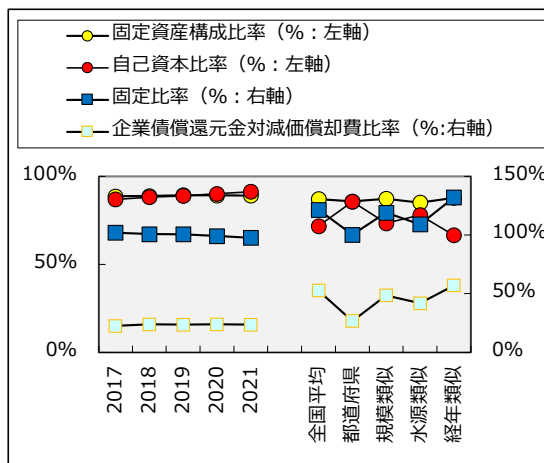 固定資産構成比率（%：左軸）
自己資本比率（%：左軸）
固定比率（%：右軸）
企業債償還元金対減価償却費比率（%:右軸）
100%
50%
0%
150%
100%
50%
0%
2017
2018
2019
2020
2021
全国平均
都道府県
規模類似
水源類似
経年類似